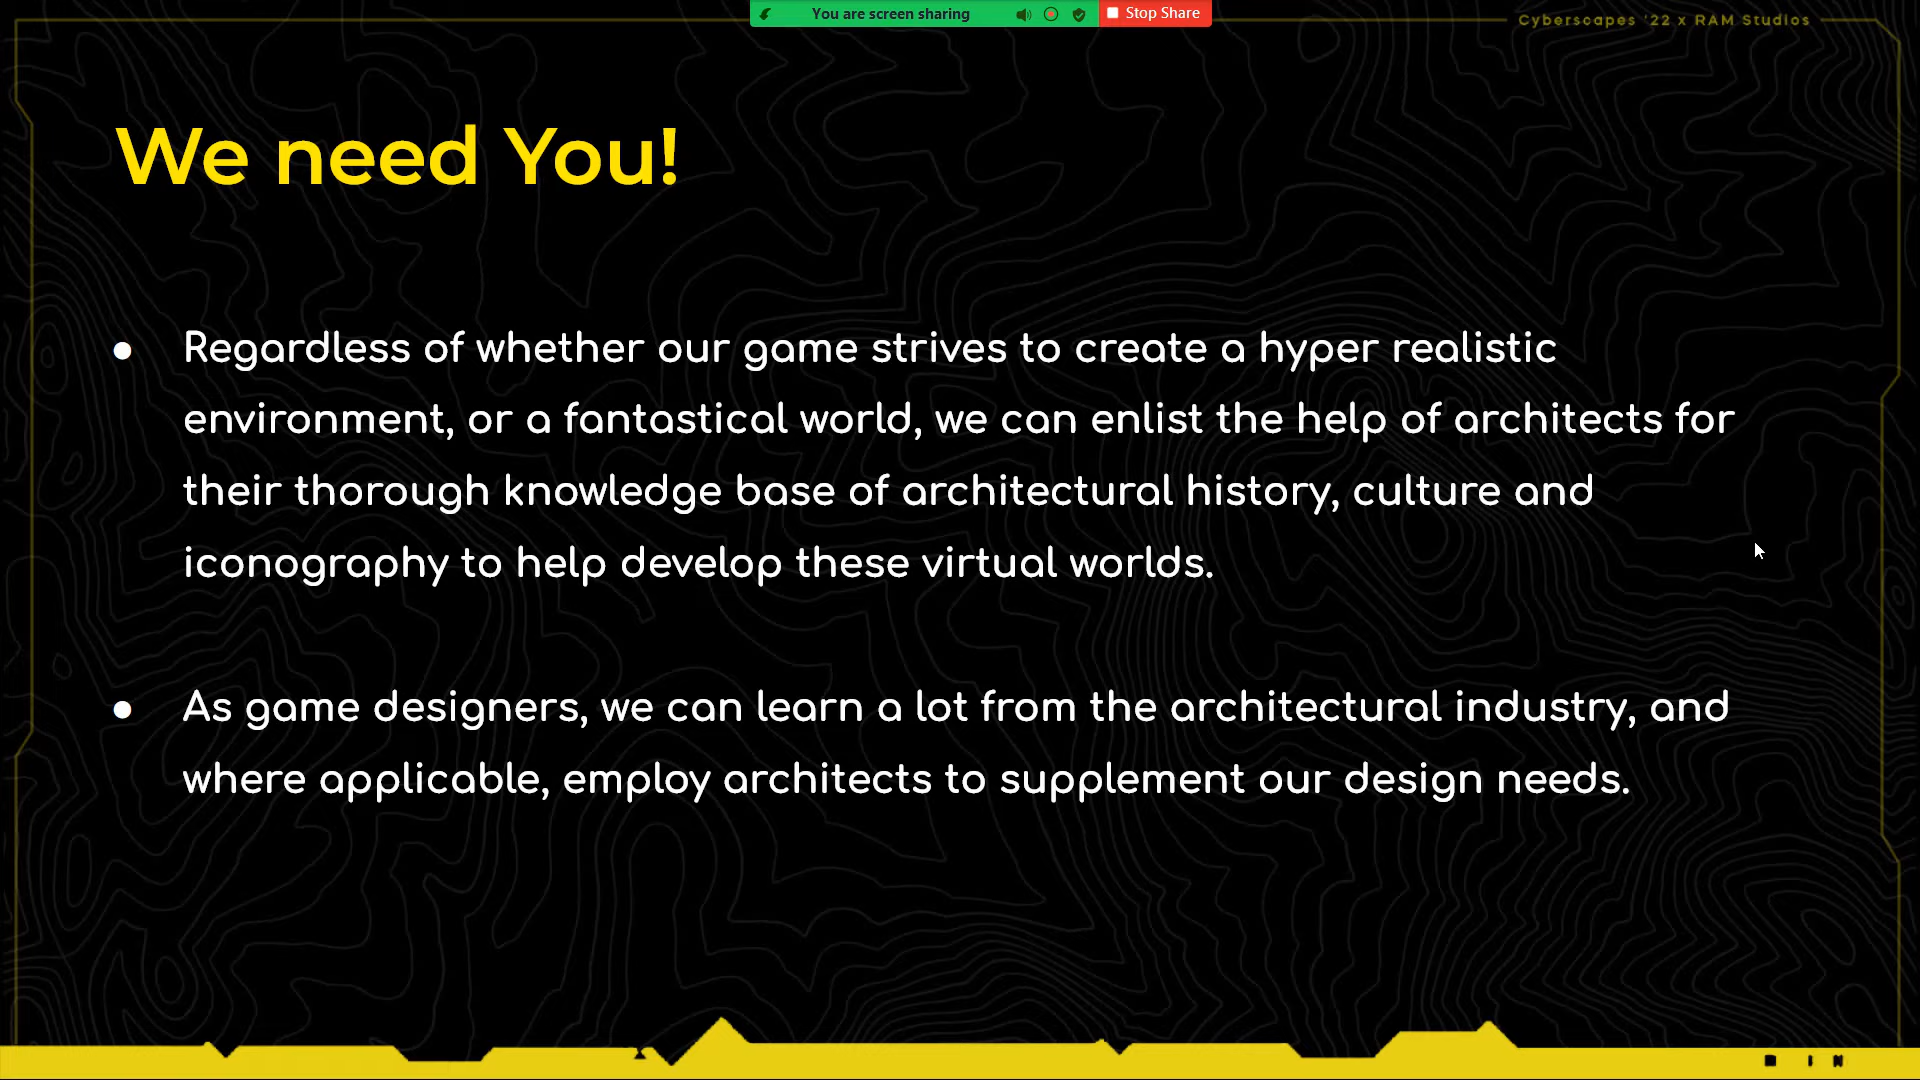 You are screen sharing
Stop Share
Cyberscapes '22 x RAM Studios
We need You!
● Regardless of whether our game strives to create a hyper realistic
environment, or a fantastical world, we can enlist the help of architects for
their thorough knowledge base of architectural history, culture and
iconography to help develop these virtual worlds.
● As game designers, we can learn a lot from the architectural industry, and
where applicable, employ architects to supplement our design needs.